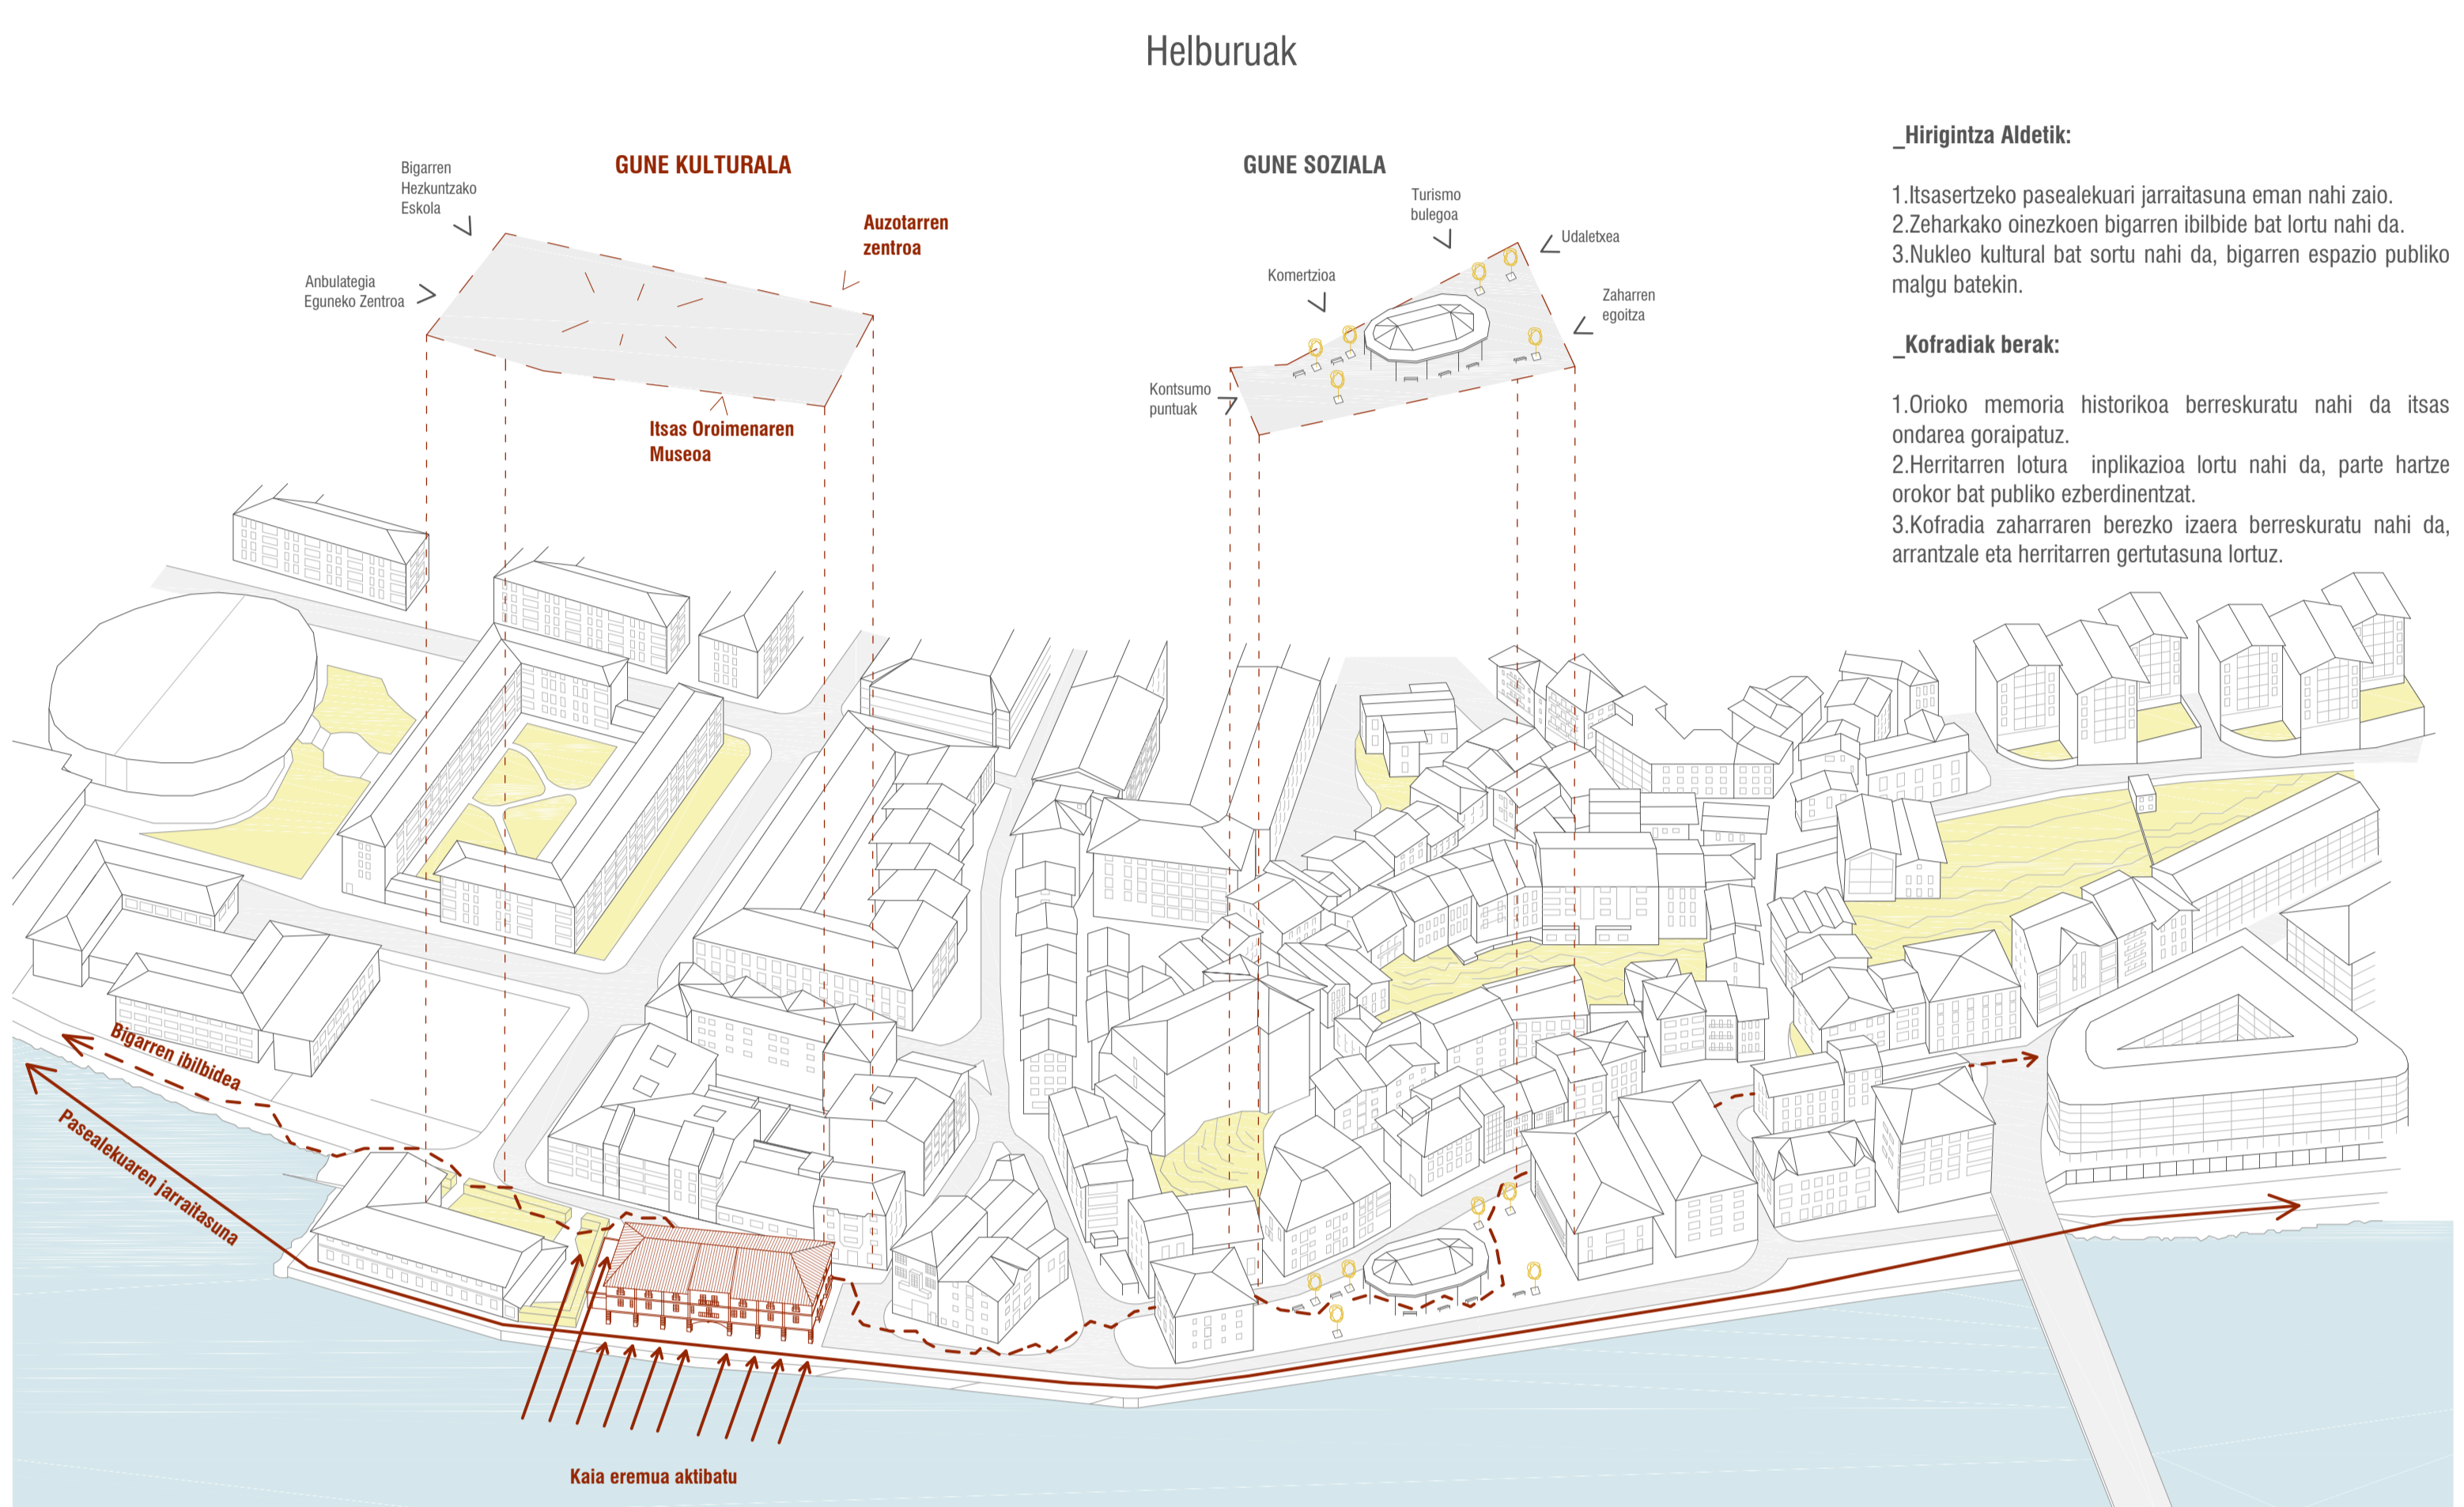 Helburuak
GUNE KULTURALA
Bigarren
Hezkuntzako
Eskola
Anbulategia
Eguneko Zentroa
Auzotarren
zentroa
Itsas Oroimenaren
Museoa
GUNE SOZIALA
Turismo
bulegoa
Udaletxea
Komertzioa
Zaharren
egoitza
Kontsumo
puntuak
_Hirigintza Aldetik:
1.Itsasertzeko pasealekuari jarraitasuna eman nahi zaio.
2.Zeharkako oinezkoen bigarren ibilbide bat lortu nahi da.
3.Nukleo kultural bat sortu nahi da, bigarren espazio publiko
malgu batekin.
_Kofradiak berak:
1.Orioko memoria historikoa berreskuratu nahi da itsas
ondarea goraipatuz.
2.Herritarren lotura inplikazioa lortu nahi da, parte hartze
orokor bat publiko ezberdinentzat.
3.Kofradia zaharraren berezko izaera berreskuratu nahi da,
arrantzale eta herritarren gertutasuna lortuz.
Bigarren ibilbidea
Pasealekuaren jarraitasuna
Kaia eremua aktibatu